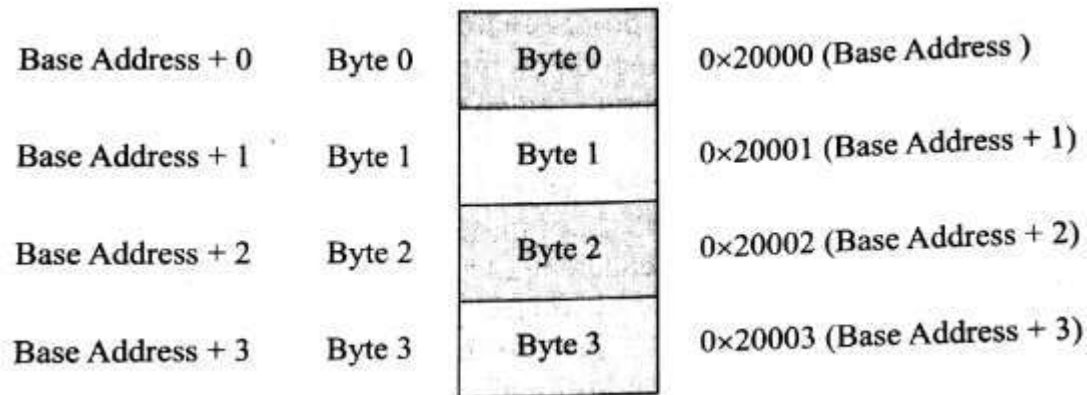 Base Address + 0 Byte 0 Byte 0 0×20000 (Base Address )
Base Address + 1 Byte 1 Byte 1 0×20001 (Base Address + 1)
Base Address + 2 Byte 2 Byte 2 0×20002 (Base Address + 2)
Base Address + 3 Byte 3 Byte 3 0×20003 (Base Address + 3)